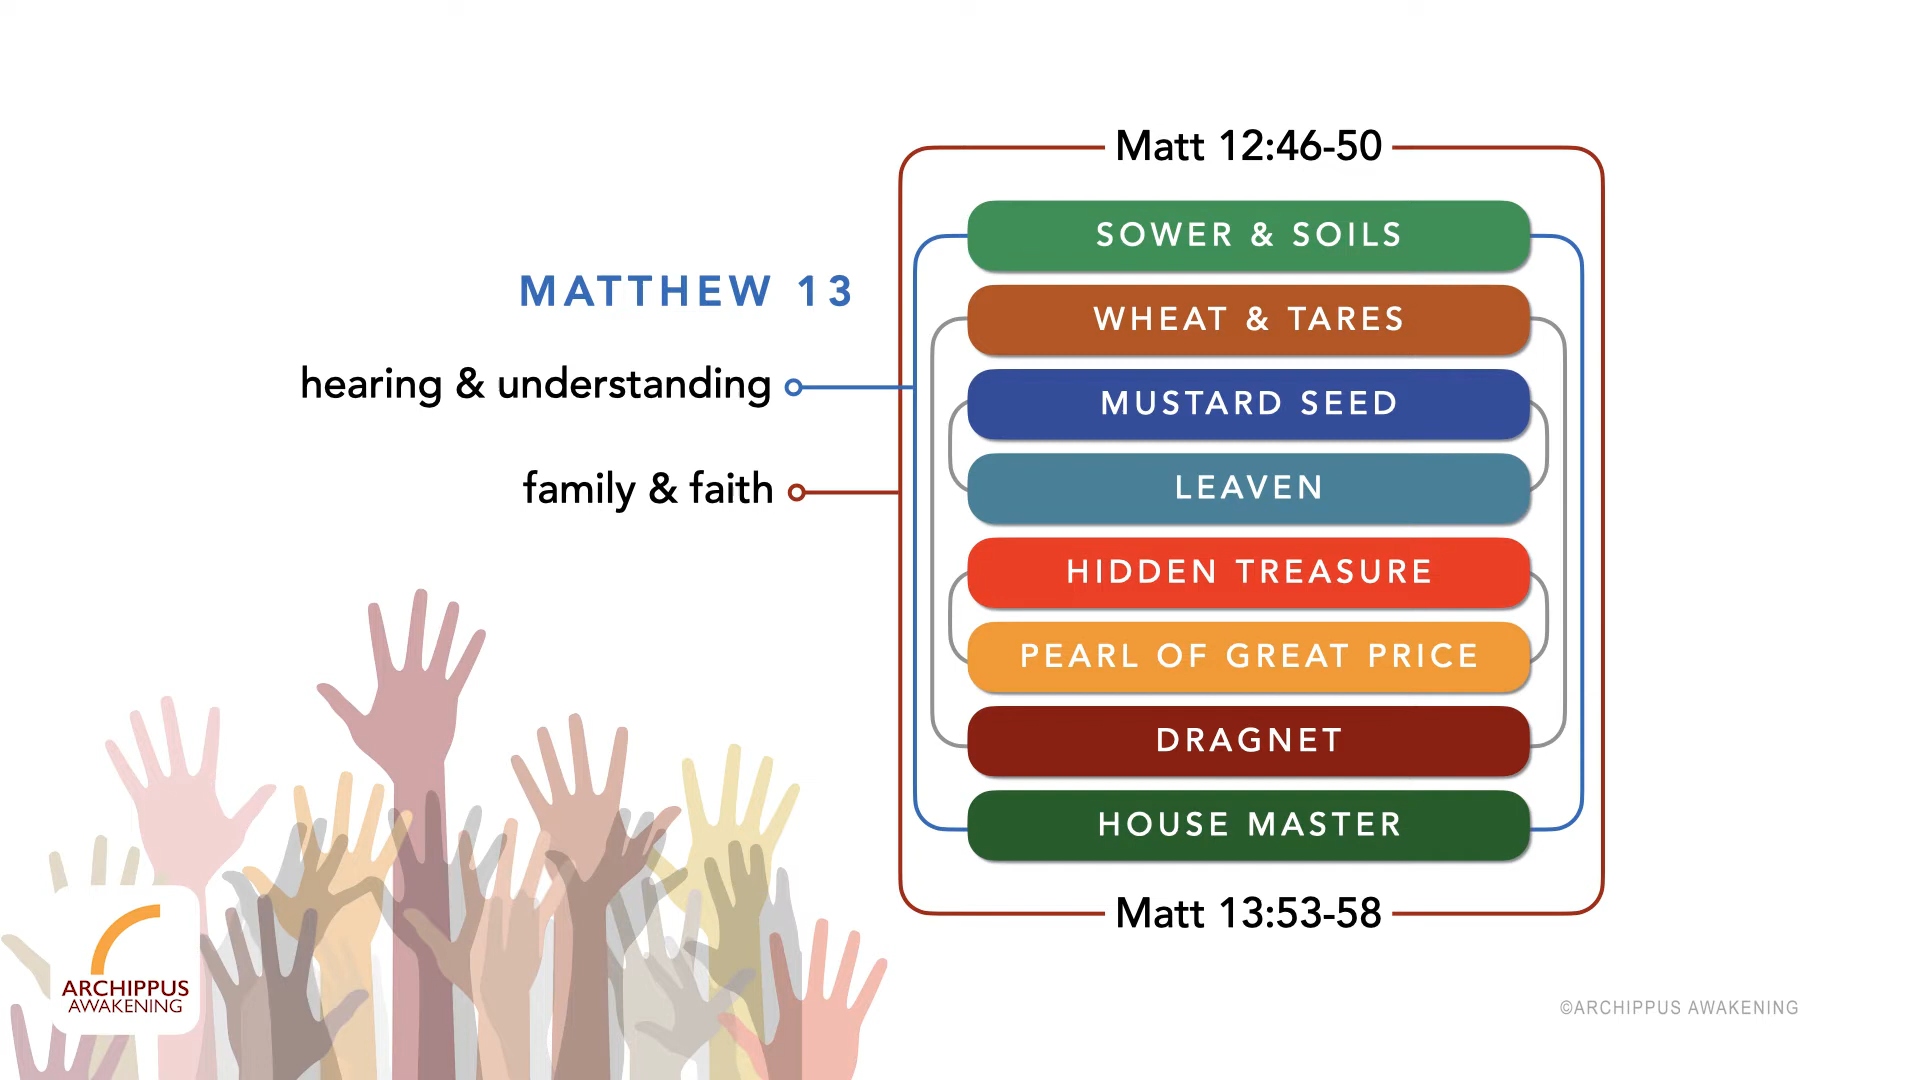 Matt 12:46-50
SOWER & SOILS
MATTHEW 13
WHEAT & TARES
hearing & understanding
MUSTARD SEED
family & faith
LEAVEN
HIDDEN TREASURE
PEARL OF GREAT PRICE
DRAGNET
HOUSE MASTER
Matt 13:53-58
ARCHIPPUS
AWAKENING
©ARCHIPPUS AWAKENING